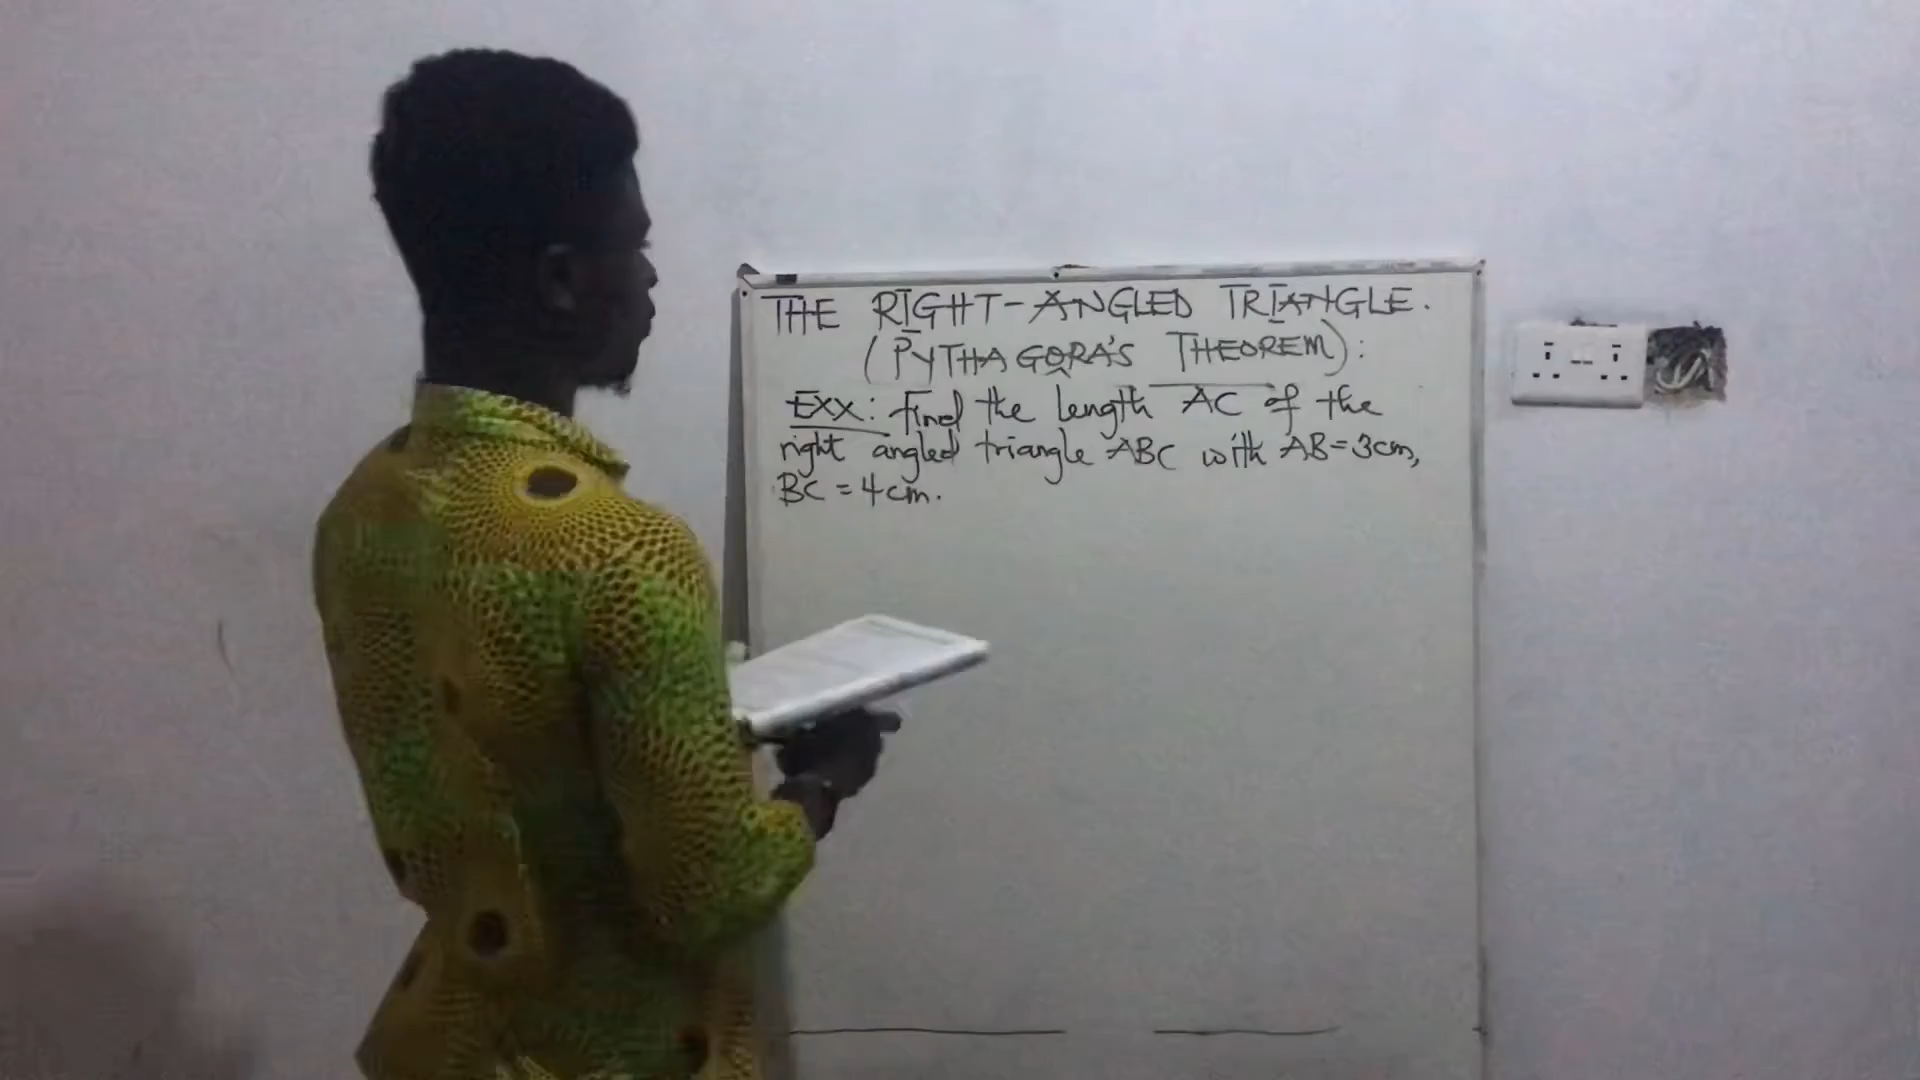 THE RIGHT-ANGLED TRIANGLE.
(PYTHAGORA'S THEOREM):
EXX: find the length AC of the
right angled triangle ABC with AB=3cm,
BC = 4cm.